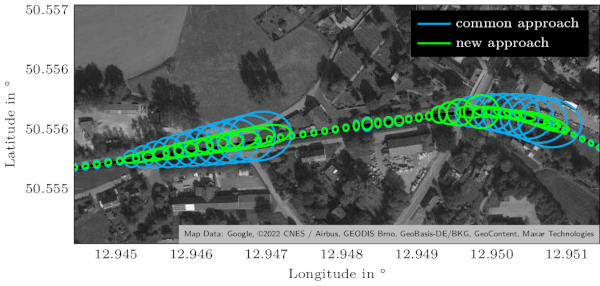 50.557
common approach
new approach
50.556
50.556
50.555
Latitude in °
Map Data: Google, ©2022 CNES / Airbus, GEODIS Brno, GeoBasis-DE/BKG, GeoContent, Maxar Technologies
12.945 12.946 12.947 12.948 12.949 12.950 12.951
Longitude in °